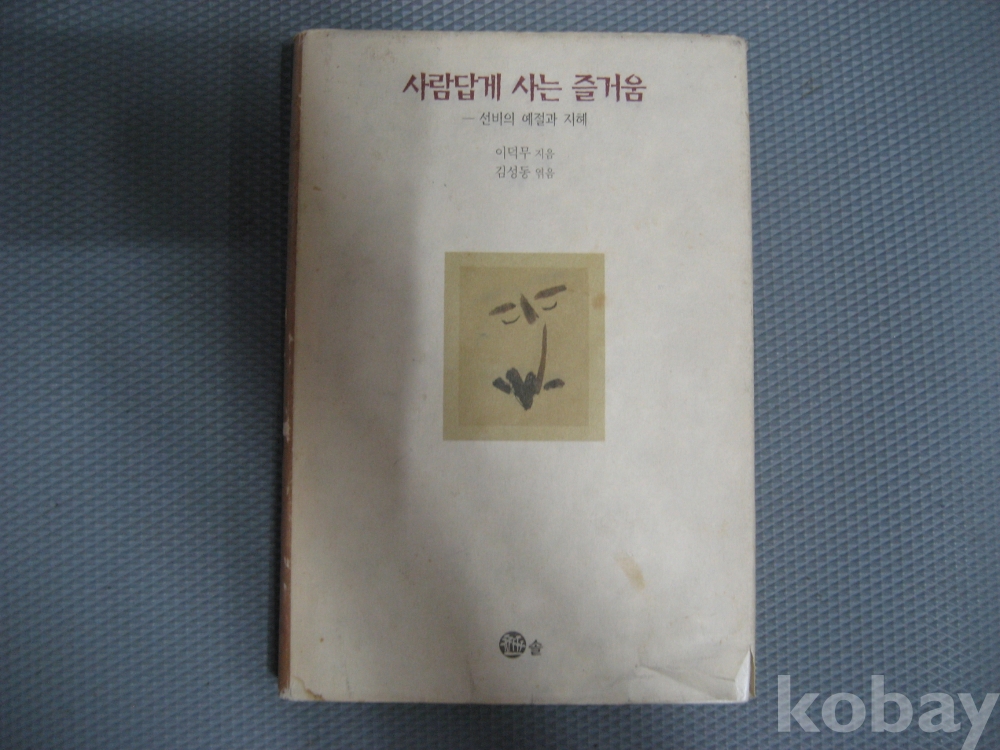 사람답게 사는 즐거움
— 선비의 예절과 지혜
이덕무 지음
김성동 엮음
솔
kobay